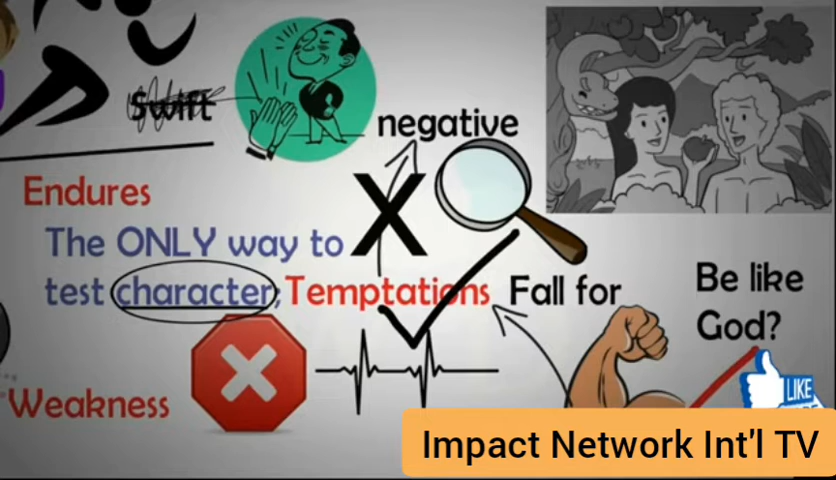 Swift
negative
Endures
The ONLY way to
test character, Temptations Fall for
Be like
God?
Weakness
LIKE
Impact Network Int'l TV